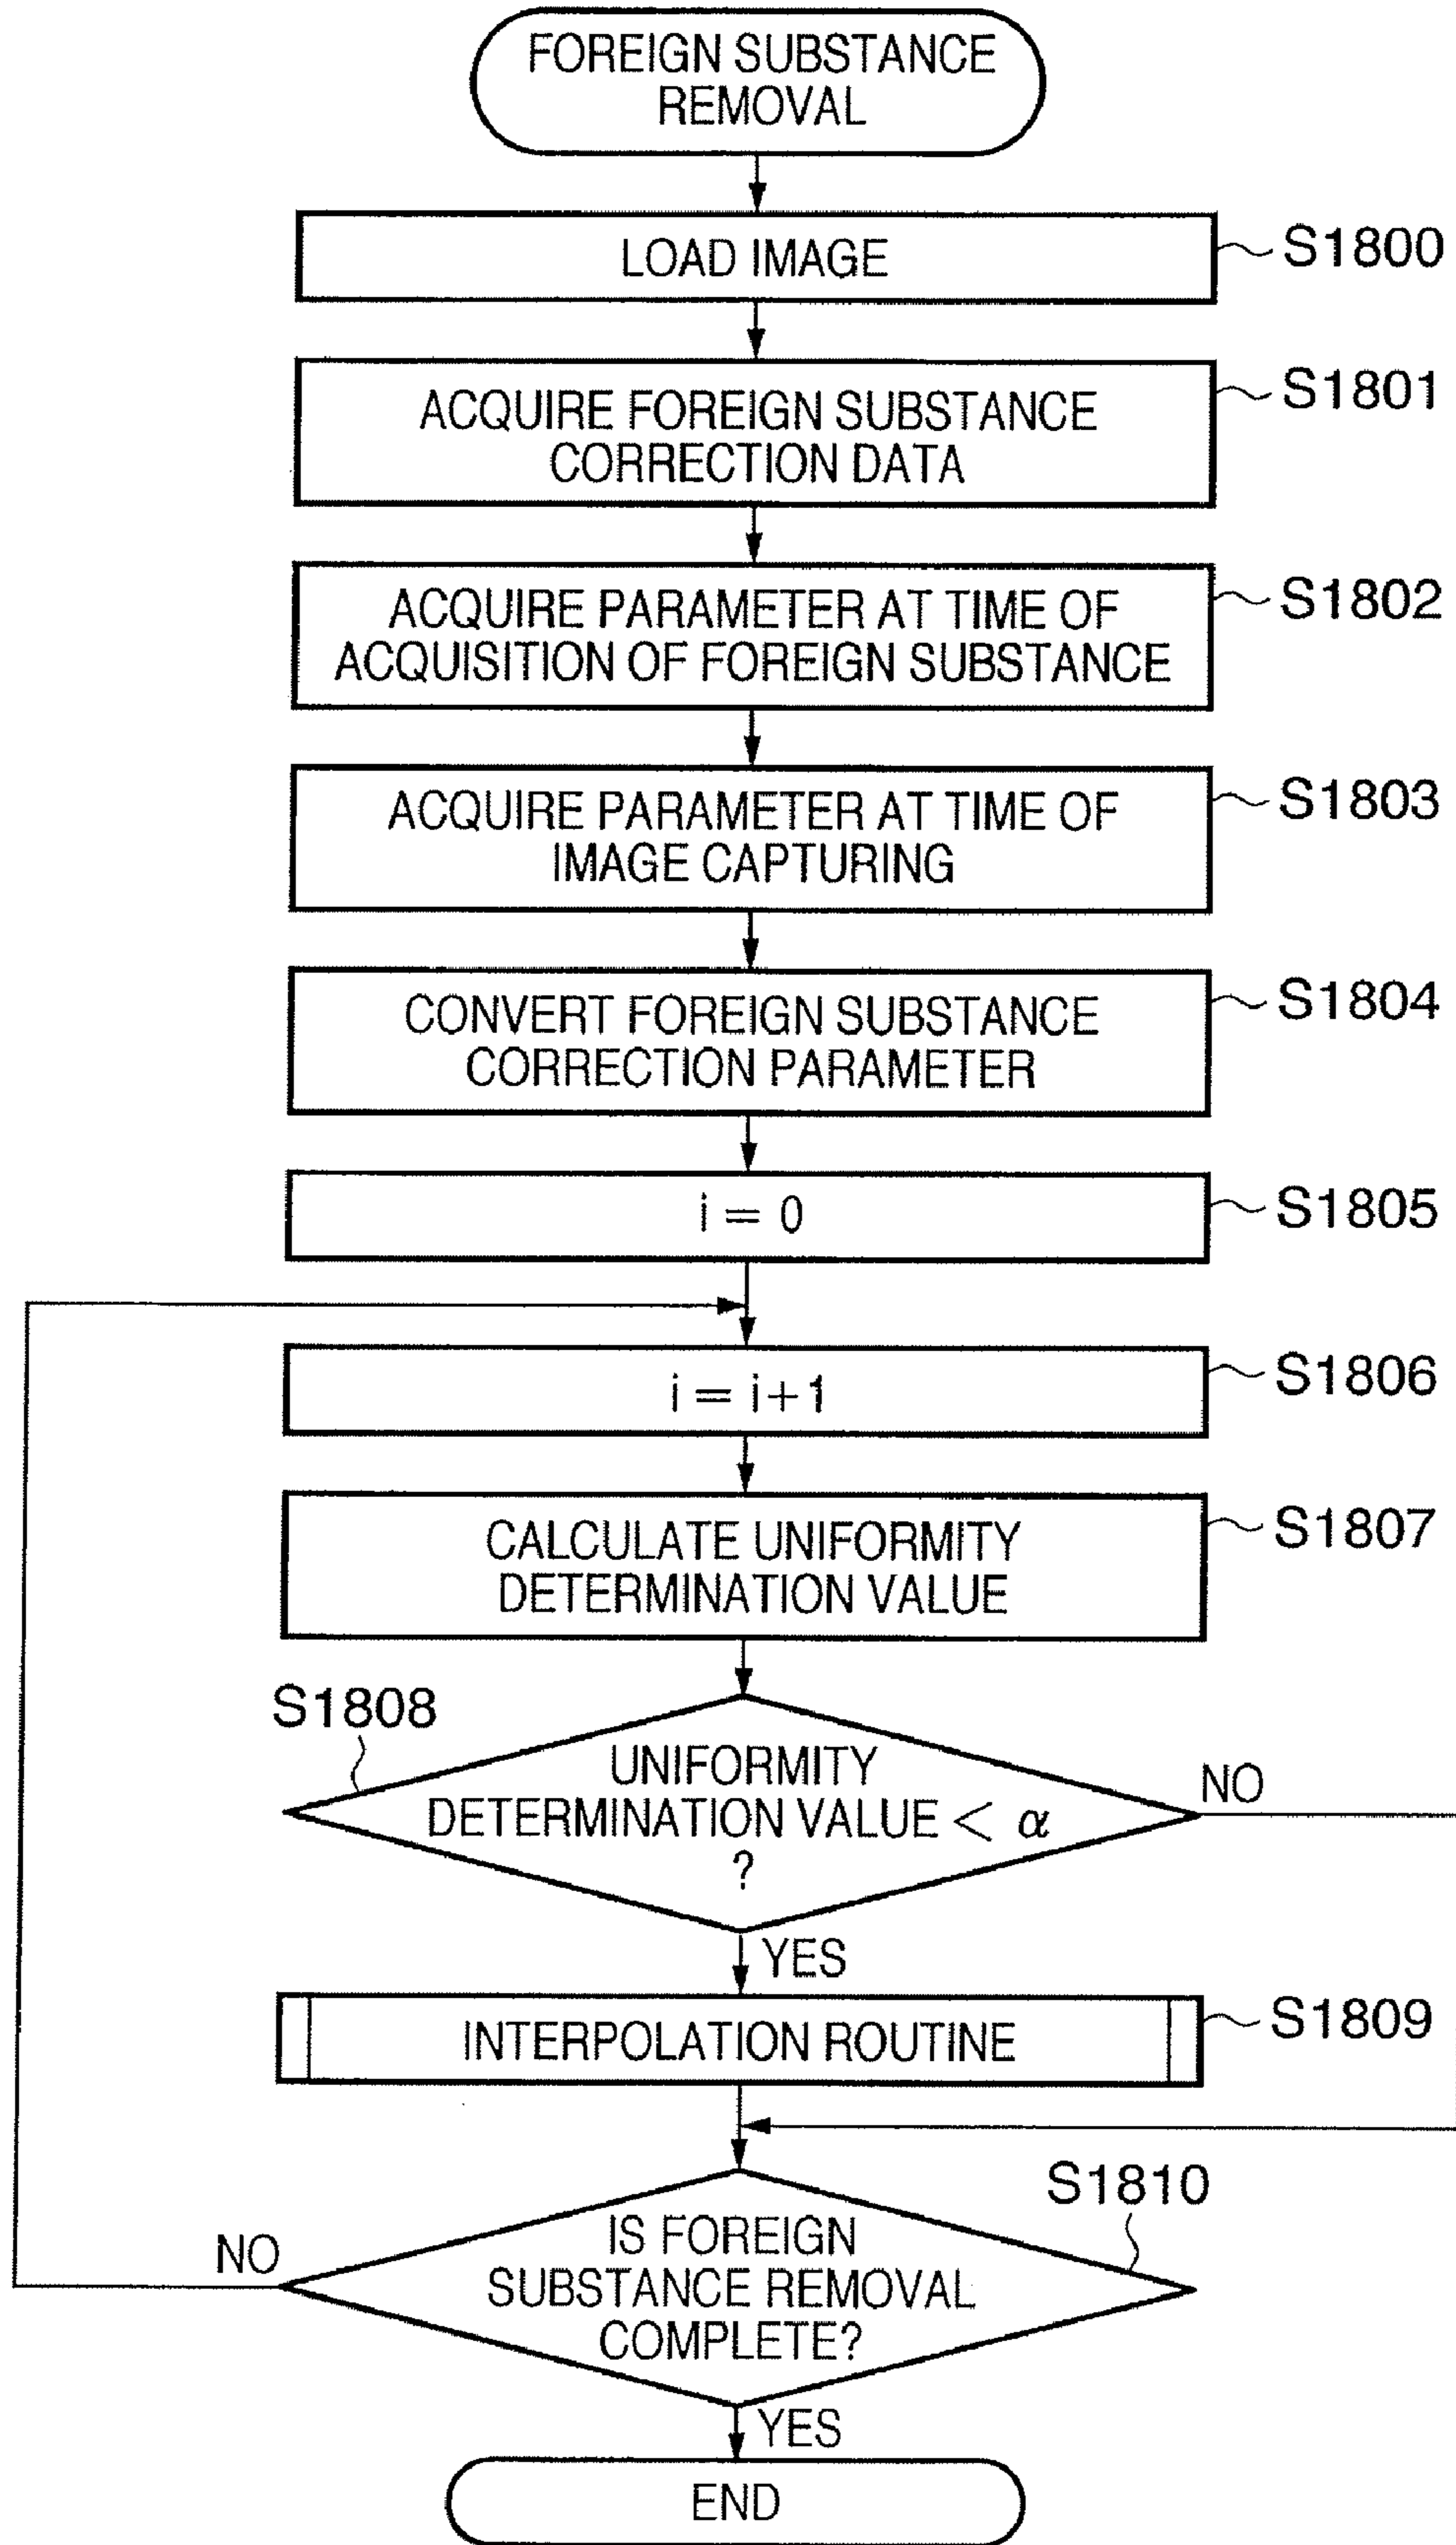 FOREIGN SUBSTANCE
REMOVAL
LOAD IMAGE
S1800
ACQUIRE FOREIGN SUBSTANCE
CORRECTION DATA
S1801
ACQUIRE PARAMETER AT TIME OF
ACQUISITION OF FOREIGN SUBSTANCE
S1802
ACQUIRE PARAMETER AT TIME OF
IMAGE CAPTURING
S1803
CONVERT FOREIGN SUBSTANCE
CORRECTION PARAMETER
S1804
i = 0
S1805
i = i+1
S1806
CALCULATE UNIFORMITY
DETERMINATION VALUE
S1807
S1808
UNIFORMITY
DETERMINATION VALUE < α
?
NO
YES
INTERPOLATION ROUTINE
S1809
S1810
IS FOREIGN
SUBSTANCE REMOVAL
COMPLETE?
NO
YES
END